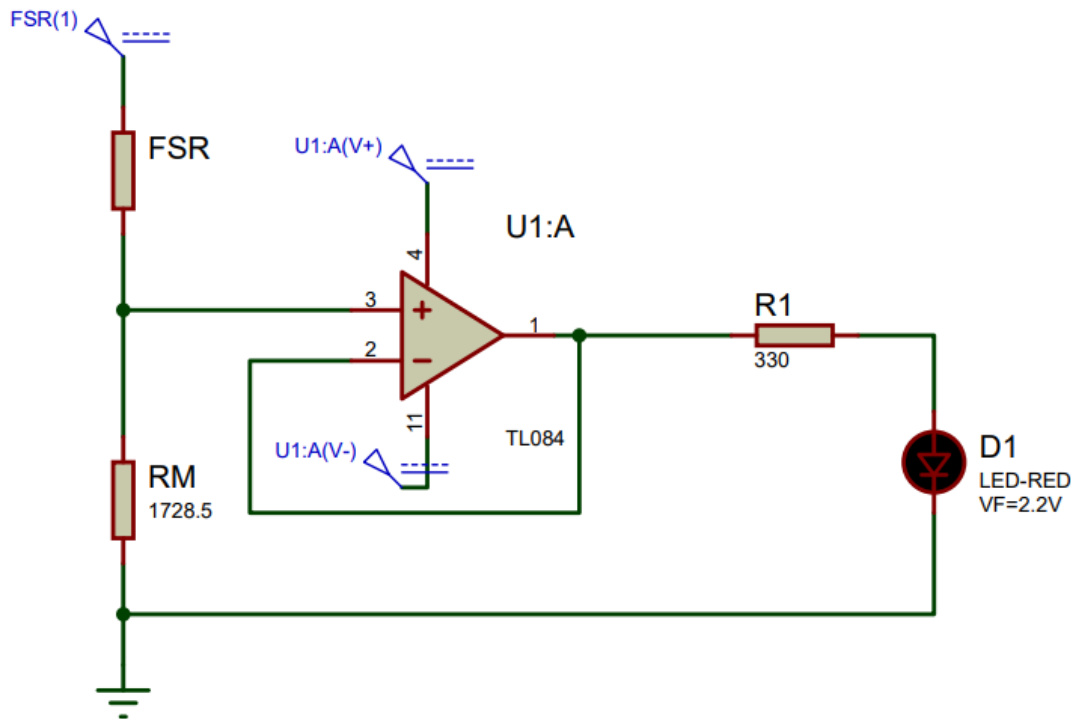 FSR(1)
FSR
U1:A(V+)
U1:A
4
3
2
1
11
TL084
U1:A(V-)
R1
330
RM
1728.5
D1
LED-RED
VF=2.2V